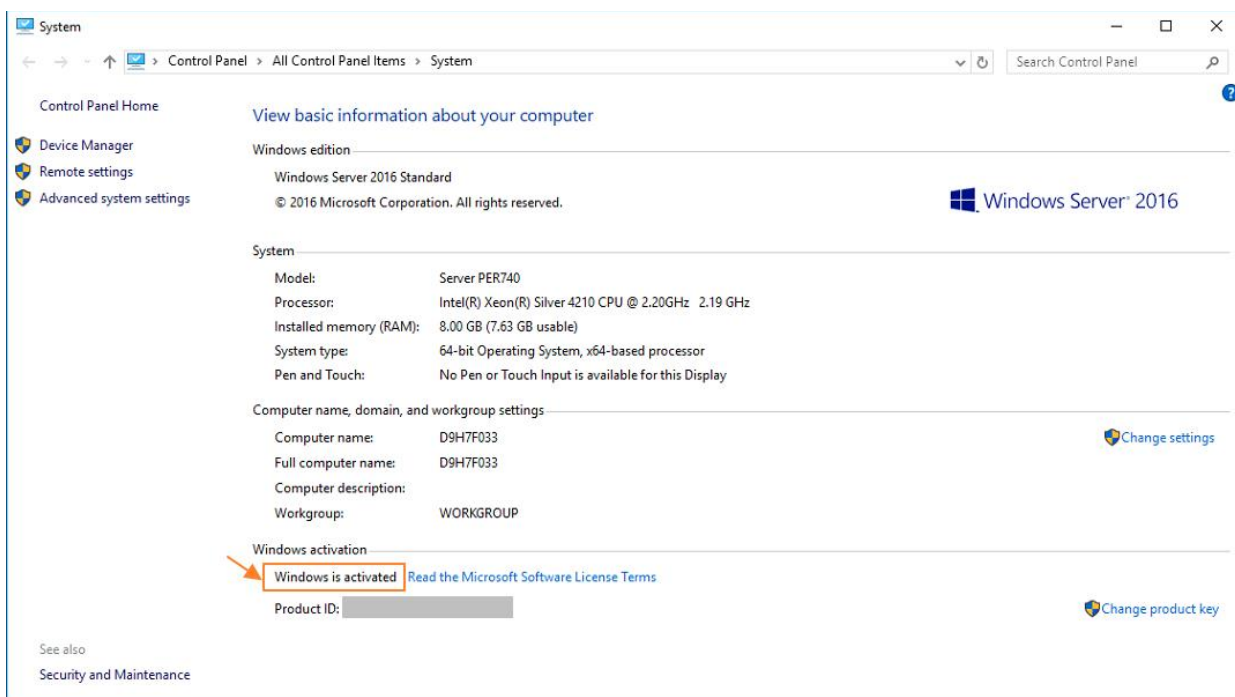 System
Control Panel > All Control Panel Items > System
Search Control Panel
Control Panel Home
Device Manager
Remote settings
Advanced system settings
?
View basic information about your computer
Windows edition
Windows Server 2016 Standard
© 2016 Microsoft Corporation. All rights reserved.
Windows Server® 2016
System
Model: Server PER740
Processor: Intel(R) Xeon(R) Silver 4210 CPU @ 2.20GHz 2.19 GHz
Installed memory (RAM): 8.00 GB (7.63 GB usable)
System type: 64-bit Operating System, x64-based processor
Pen and Touch: No Pen or Touch Input is available for this Display
Computer name, domain, and workgroup settings
Computer name: D9H7F033
Change settings
Full computer name: D9H7F033
Computer description:
Workgroup: WORKGROUP
Windows activation
Windows is activated Read the Microsoft Software License Terms
Product ID:
Change product key
See also
Security and Maintenance